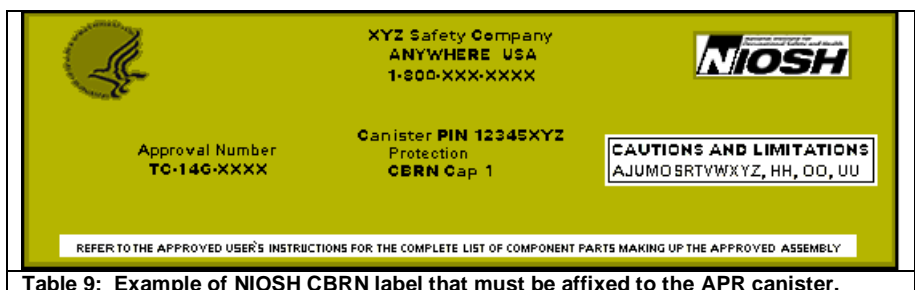 XYZ Safety Company
ANYWHERE USA
1-800-XXX-XXXX
NIOSH
Approval Number
TC-14G-XXXX
Canister PIN 12345XYZ
Protection
CBRN Cap 1
CAUTIONS AND LIMITATIONS
AJUMOSRTVWXYZ, HH, OO, UU
REFER TO THE APPROVED USER'S INSTRUCTIONS FOR THE COMPLETE LIST OF COMPONENT PARTS MAKING UP THE APPROVED ASSEMBLY
Table 9: Example of NIOSH CBRN label that must be affixed to the APR canister.